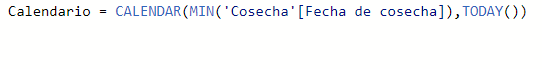 Calendario = CALENDAR(MIN('Cosecha'[Fecha de cosecha]),TODAY())